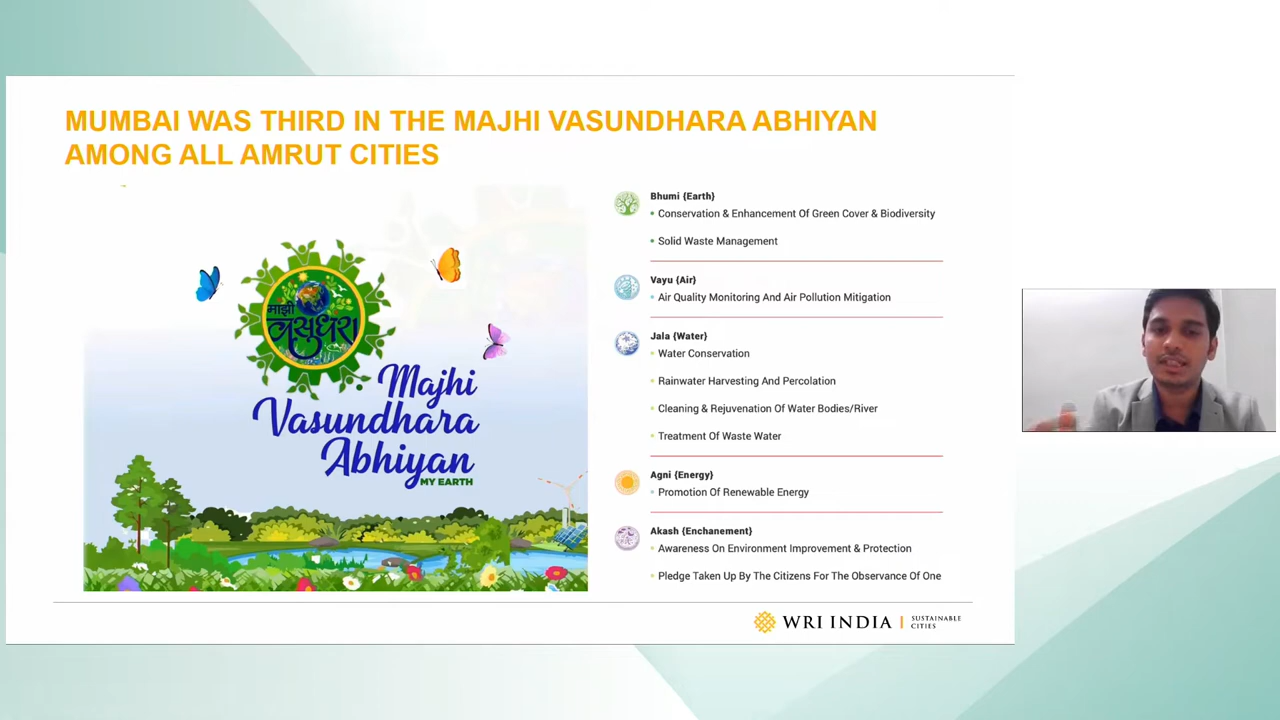 MUMBAI WAS THIRD IN THE MAJHI VASUNDHARA ABHIYAN
AMONG ALL AMRUT CITIES
माझी
वसुंधरा
Majhi
Vasundhara
Abhiyan
MY EARTH
Bhumi {Earth}
• Conservation & Enhancement Of Green Cover & Biodiversity
• Solid Waste Management
Vayu {Air}
• Air Quality Monitoring And Air Pollution Mitigation
Jala {Water}
• Water Conservation
Rainwater Harvesting And Percolation
Cleaning & Rejuvenation Of Water Bodies/River
Treatment Of Waste Water
Agni {Energy}
• Promotion Of Renewable Energy
Akash {Enchanement}
• Awareness On Environment Improvement & Protection
• Pledge Taken Up By The Citizens For The Observance Of One
WRI INDIA | SUSTAINABLE
CITIES